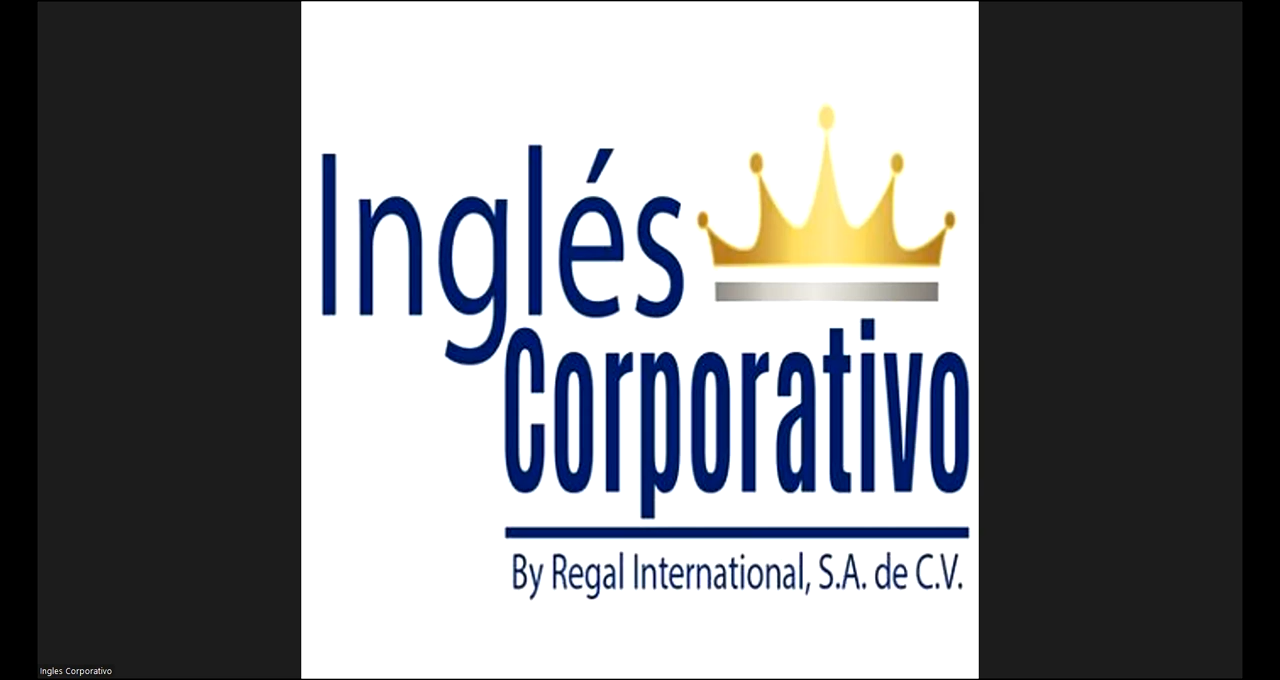 Inglés
Corporativo
By Regal International, S.A. de C.V.
Ingles Corporativo